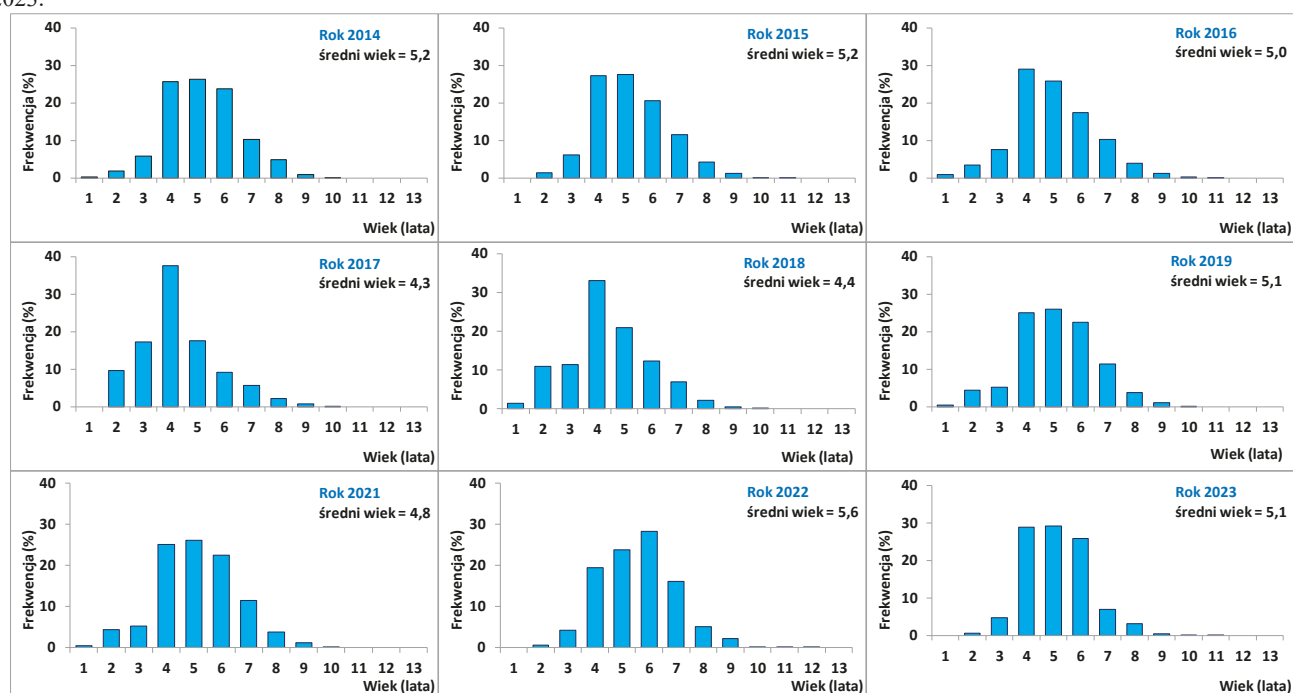 2023.
Rok 2014
średni wiek = 5,2
Frekwencja (%)
40
30
20
10
0
1 2 3 4 5 6 7 8 9 10 11 12 13
Wiek (lata)
Rok 2015
średni wiek = 5,2
Frekwencja (%)
40
30
20
10
0
1 2 3 4 5 6 7 8 9 10 11 12 13
Wiek (lata)
Rok 2016
średni wiek = 5,0
Frekwencja (%)
40
30
20
10
0
1 2 3 4 5 6 7 8 9 10 11 12 13
Wiek (lata)
Rok 2017
średni wiek = 4,3
Frekwencja (%)
40
30
20
10
0
1 2 3 4 5 6 7 8 9 10 11 12 13
Wiek (lata)
Rok 2018
średni wiek = 4,4
Frekwencja (%)
40
30
20
10
0
1 2 3 4 5 6 7 8 9 10 11 12 13
Wiek (lata)
Rok 2019
średni wiek = 5,1
Frekwencja (%)
40
30
20
10
0
1 2 3 4 5 6 7 8 9 10 11 12 13
Wiek (lata)
Rok 2021
średni wiek = 4,8
Frekwencja (%)
40
30
20
10
0
1 2 3 4 5 6 7 8 9 10 11 12 13
Wiek (lata)
Rok 2022
średni wiek = 5,6
Frekwencja (%)
40
30
20
10
0
1 2 3 4 5 6 7 8 9 10 11 12 13
Wiek (lata)
Rok 2023
średni wiek = 5,1
Frekwencja (%)
40
30
20
10
0
1 2 3 4 5 6 7 8 9 10 11 12 13
Wiek (lata)